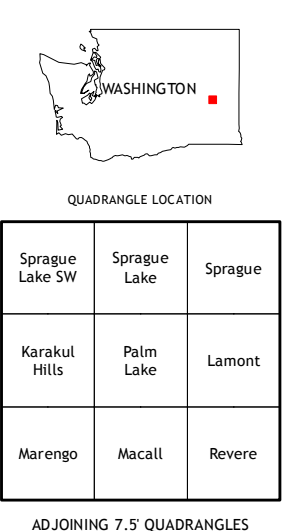 WASHINGTON
QUADRANGLE LOCATION
Sprague
Lake SW
Sprague
Lake
Sprague
Karakul
Hills
Palm
Lake
Lamont
Marengo
Macall
Revere
ADJOINING 7.5' QUADRANGLES